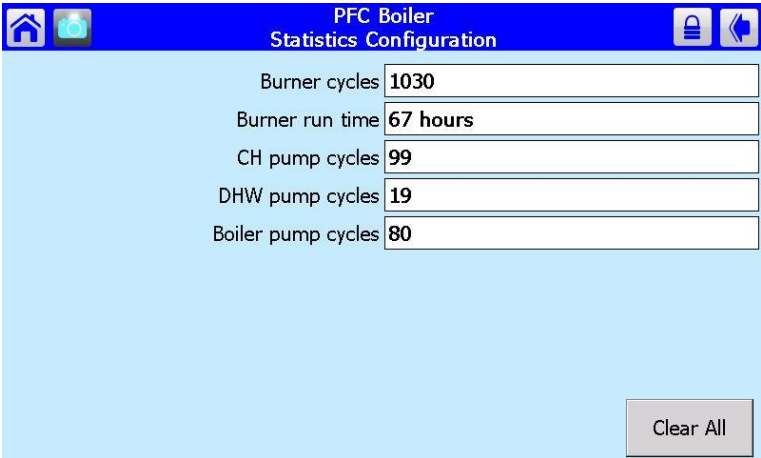 PFC Boiler
Statistics Configuration
Burner cycles 1030
Burner run time 67 hours
CH pump cycles 99
DHW pump cycles 19
Boiler pump cycles 80
Clear All